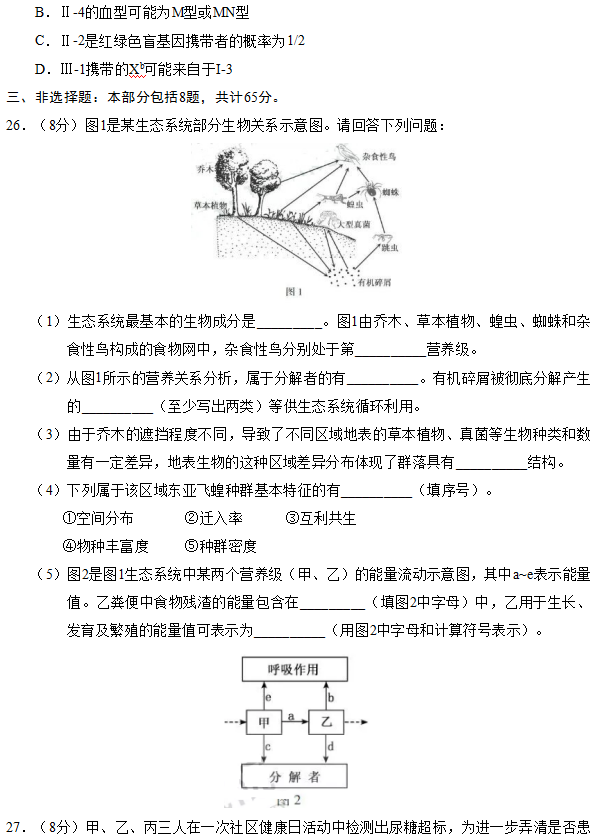 B．Ⅱ-4的血型可能为M型或MN型
C．Ⅱ-2是红绿色盲基因携带者的概率为1/2
D．Ⅲ-1携带的Xᵇ可能来自于I-3
三、非选择题：本部分包括8题，共计65分。
26．（8分）图1是某生态系统部分生物关系示意图。请回答下列问题：
杂食性鸟
乔木
蜘蛛
蝗虫
草本植物
大型真菌
跳虫
有机碎屑
图1
（1）生态系统最基本的生物成分是_________。图1由乔木、草本植物、蝗虫、蜘蛛和杂
食性鸟构成的食物网中，杂食性鸟分别处于第__________营养级。
（2）从图1所示的营养关系分析，属于分解者的有__________。有机碎屑被彻底分解产生
的__________（至少写出两类）等供生态系统循环利用。
（3）由于乔木的遮挡程度不同，导致了不同区域地表的草本植物、真菌等生物种类和数
量有一定差异，地表生物的这种区域差异分布体现了群落具有__________结构。
（4）下列属于该区域东亚飞蝗种群基本特征的有__________（填序号）。
①空间分布 ②迁入率 ③互利共生
④物种丰富度 ⑤种群密度
（5）图2是图1生态系统中某两个营养级（甲、乙）的能量流动示意图，其中a~e表示能量
值。乙粪便中食物残渣的能量包含在_________（填图2中字母）中，乙用于生长、
发育及繁殖的能量值可表示为__________（用图2中字母和计算符号表示）。
呼吸作用
e b
甲 a 乙
c d
分解者
图2
27．（8分）甲、乙、丙三人在一次社区健康日活动中检测出尿糖超标，为进一步弄清是否患